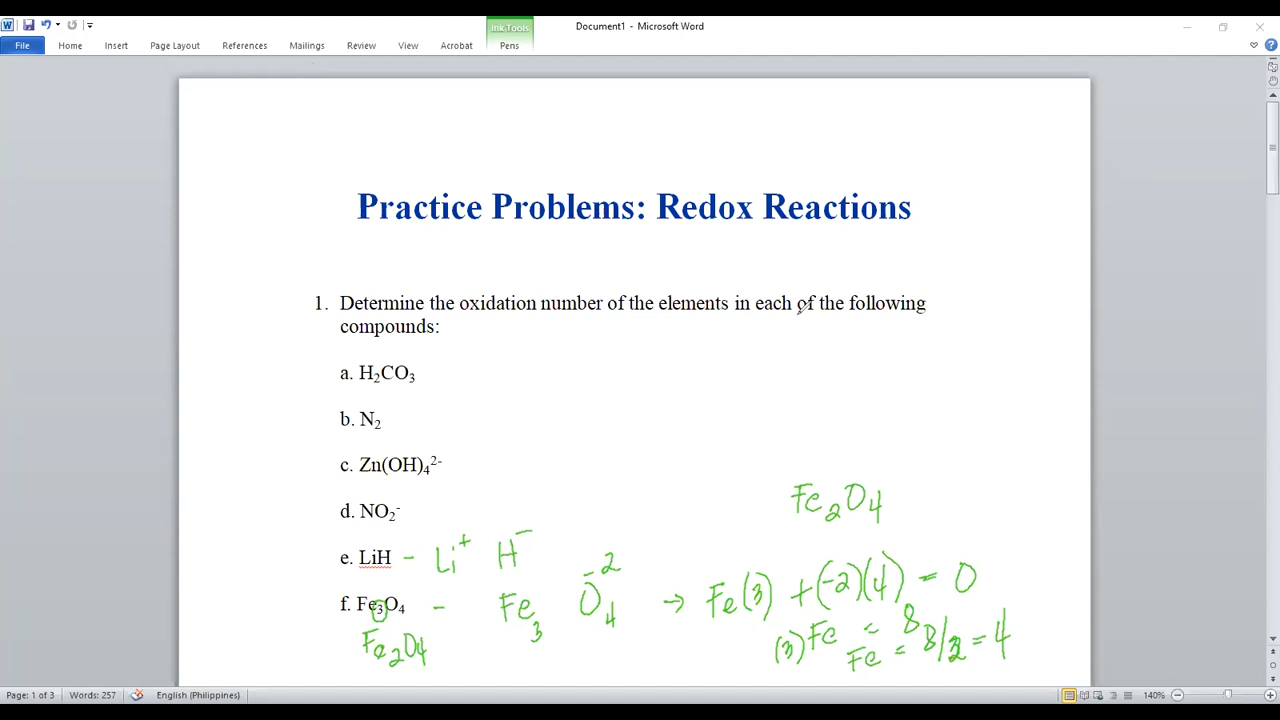 Ink Tools
Document1 - Microsoft Word
File Home Insert Page Layout References Mailings Review View Acrobat Pens
Practice Problems: Redox Reactions
1. Determine the oxidation number of the elements in each of the following
compounds:
a. H₂CO₃
b. N₂
c. Zn(OH)₄²⁻
d. NO₂⁻
Fe₂O₄
e. LiH - Li⁺ H⁻
f. Fe₃O₄ - Fe₃ O₄⁻² → Fe(3) + (-2)(4) = 0
Fe₂O4
(3)Fe = 8
Fe = 8/2 = 4
Page: 1 of 3 Words: 257 English (Philippines) 140%